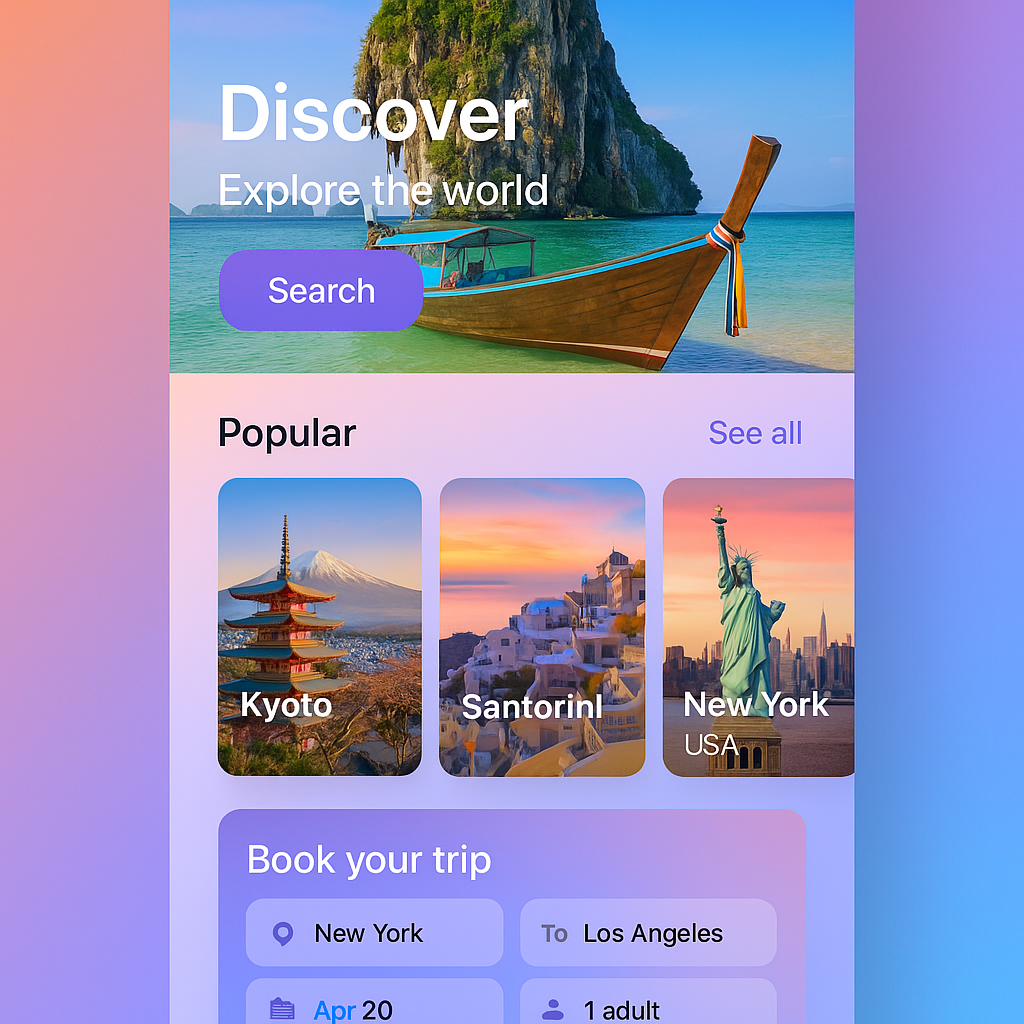 Discover
Explore the world
Search
Popular
See all
Kyoto
Santorinl
New York
USA
Book your trip
New York
To Los Angeles
Apr 20
1 adult